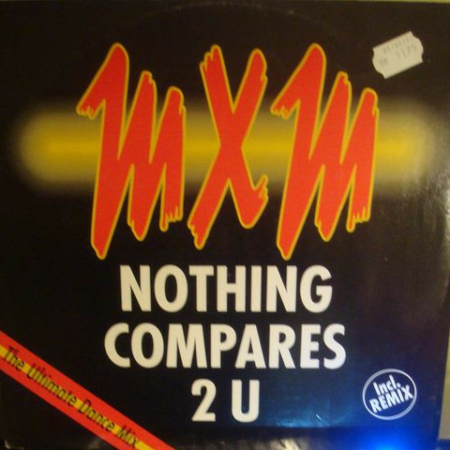 MXM
NOTHING
COMPARES
2 U
The Ultimate Dance Mix
Incl.
REMIX